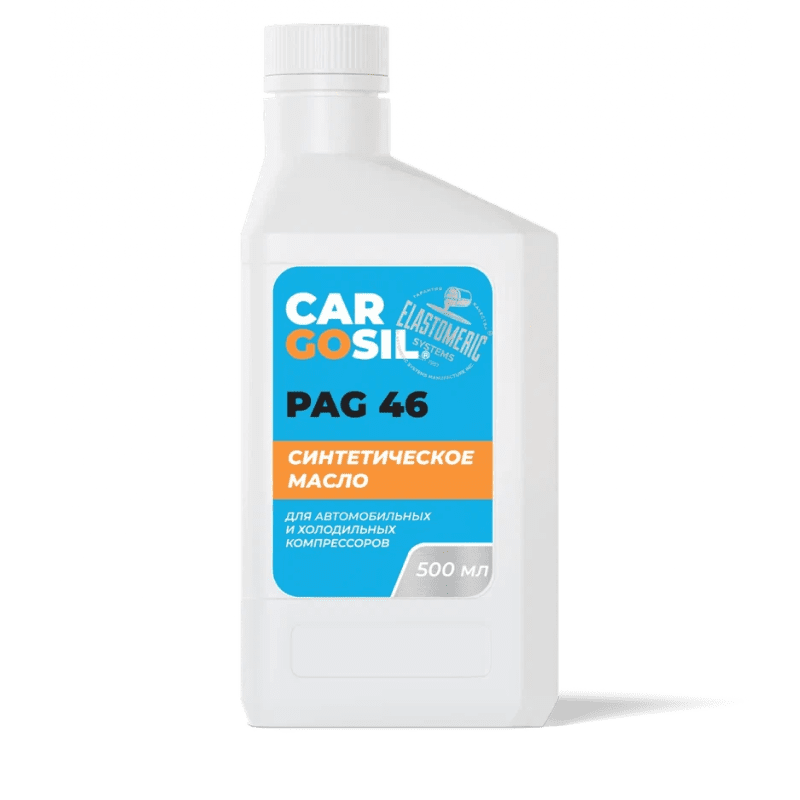 CAR
GOSIL®
ELASTOMERIC
SYSTEMS
PAG 46
СИНТЕТИЧЕСКОЕ
МАСЛО
ДЛЯ АВТОМОБИЛЬНЫХ
И ХОЛОДИЛЬНЫХ
КОМПРЕССОРОВ
500 мл